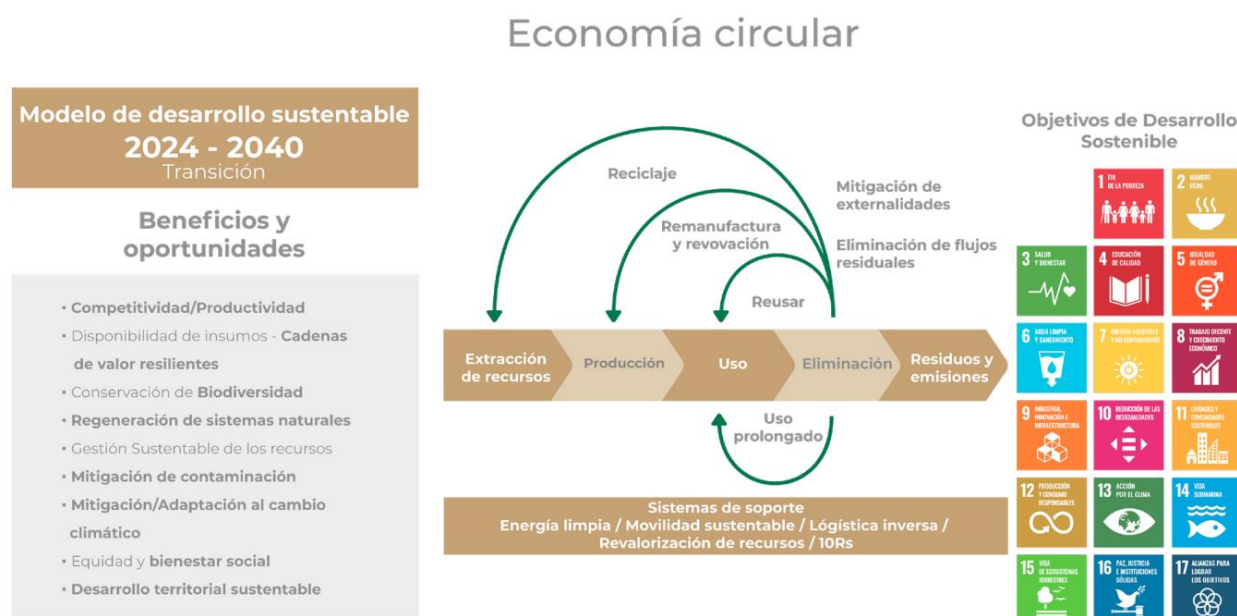 Economía circular
Modelo de desarrollo sustentable
2024 - 2040
Transición
Beneficios y
oportunidades
• Competitividad/Productividad
• Disponibilidad de insumos - Cadenas
de valor resilientes
• Conservación de Biodiversidad
• Regeneración de sistemas naturales
• Gestión Sustentable de los recursos
• Mitigación de contaminación
• Mitigación/Adaptación al cambio
climático
• Equidad y bienestar social
• Desarrollo territorial sustentable
Reciclaje
Remanufactura
y revovación
Reusar
Mitigación de
externalidades
Eliminación de flujos
residuales
Extracción
de recursos
Producción
Uso
Eliminación
Residuos y
emisiones
Uso
prolongado
Sistemas de soporte
Energía limpia / Movilidad sustentable / Lógística inversa /
Revalorización de recursos / 10Rs
Objetivos de Desarrollo
Sostenible
1 FIN
DE LA POBREZA
2 HAMBRE
CERO
3 SALUD
Y BIENESTAR
4 EDUCACIÓN
DE CALIDAD
5 IGUALDAD
DE GÉNERO
6 AGUA LIMPIA
Y SANEAMIENTO
7 ENERGÍA ASEQUIBLE
Y NO CONTAMINANTE
8 TRABAJO DECENTE
Y CRECIMIENTO
ECONÓMICO
9 INDUSTRIA,
INNOVACIÓN E
INFRAESTRUCTURA
10 REDUCCIÓN DE LAS
DESIGUALDADES
11 CIUDADES Y
COMUNIDADES
SOSTENIBLES
12 PRODUCCIÓN
Y CONSUMO
RESPONSABLES
13 ACCIÓN
POR EL CLIMA
14 VIDA
SUBMARINA
15 VIDA
DE ECOSISTEMAS
TERRESTRES
16 PAZ, JUSTICIA
E INSTITUCIONES
SÓLIDAS
17 ALIANZAS PARA
LOGRAR
LOS OBJETIVOS